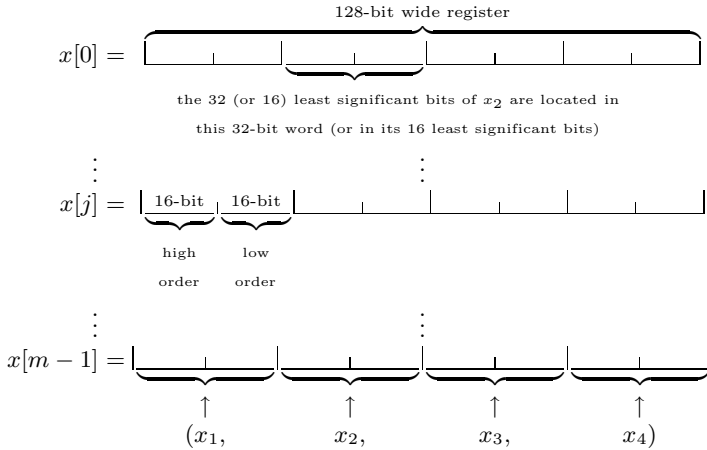 128-bit wide register
x[0] =
the 32 (or 16) least significant bits of x₂ are located in
this 32-bit word (or in its 16 least significant bits)
⋮ ⋮
x[j] = 16-bit 16-bit
high low
order order
⋮ ⋮
x[m − 1] =
↑ ↑ ↑ ↑
(x₁, x₂, x₃, x₄)